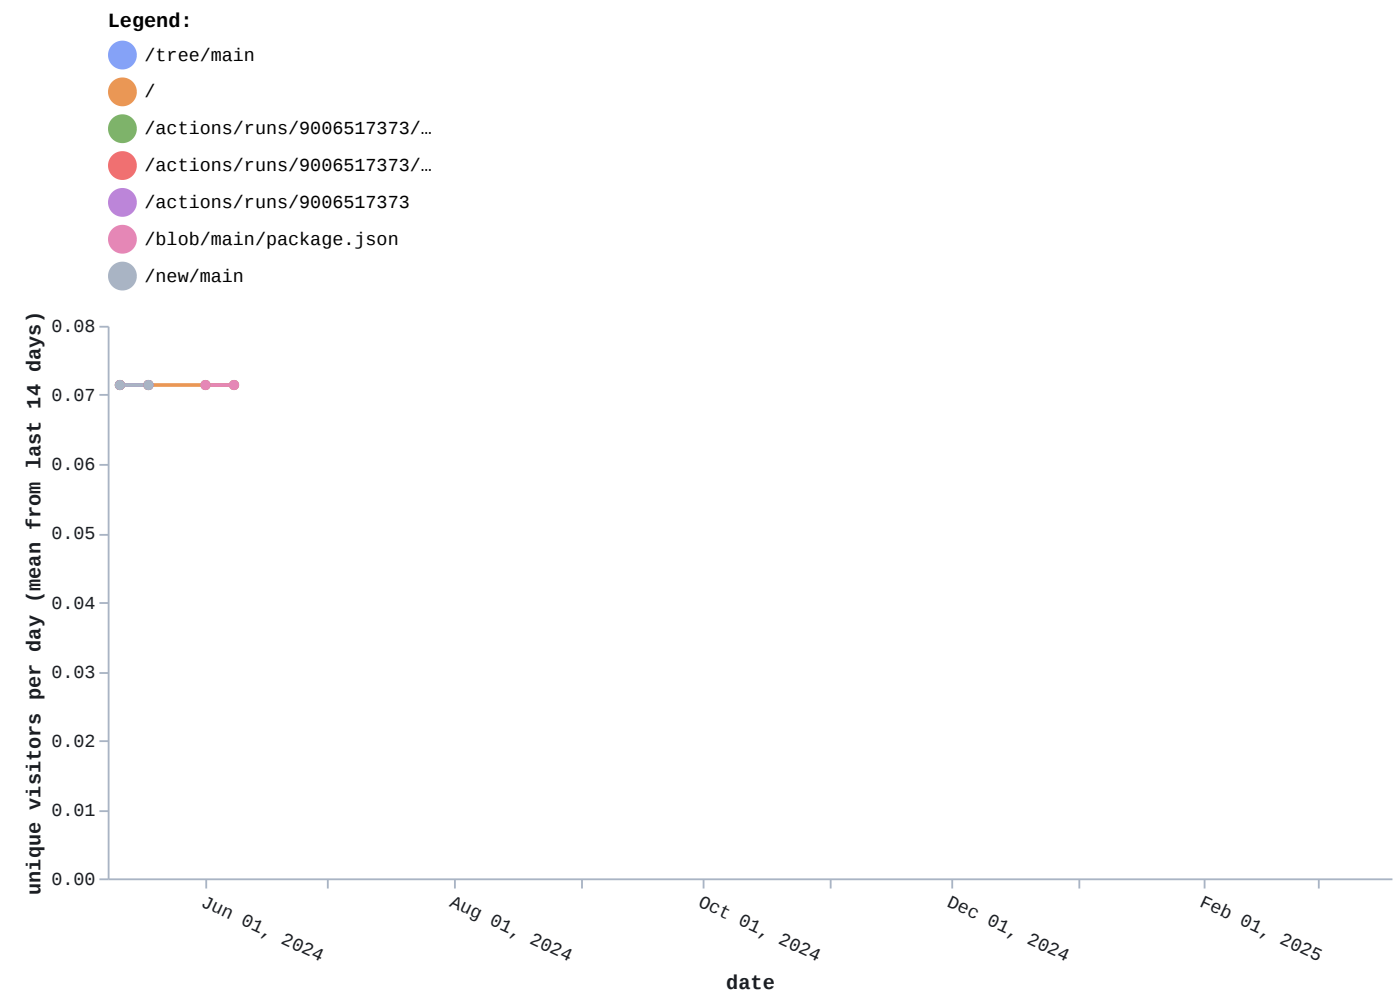 Legend:
/tree/main
/
/actions/runs/9006517373/…
/actions/runs/9006517373/…
/actions/runs/9006517373
/blob/main/package.json
/new/main
unique visitors per day (mean from last 14 days)
0.08
0.07
0.06
0.05
0.04
0.03
0.02
0.01
0.00
Jun 01, 2024
Aug 01, 2024
Oct 01, 2024
Dec 01, 2024
Feb 01, 2025
date